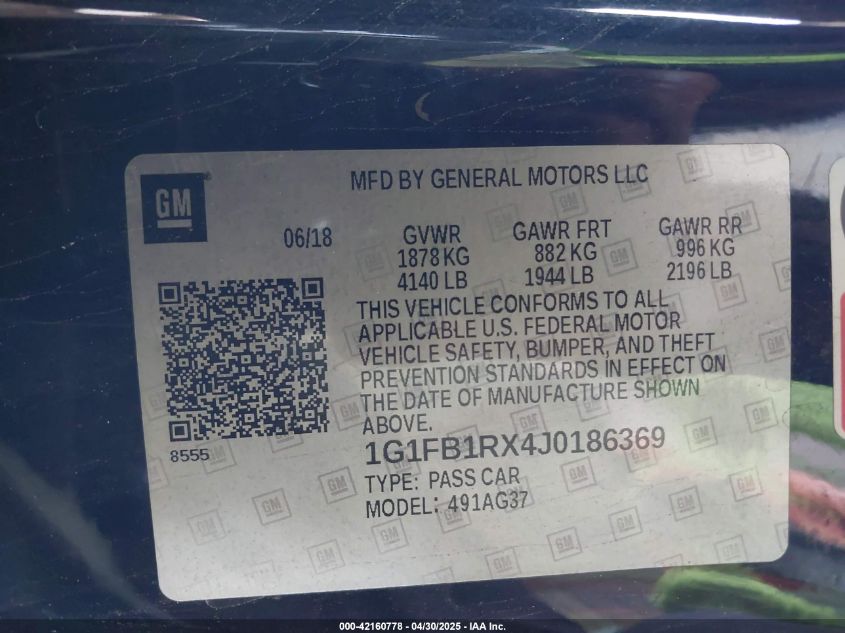 MFD BY GENERAL MOTORS LLC
GM
06/18
GVWR GAWR FRT GAWR RR
1878 KG 882 KG 996 KG
4140 LB 1944 LB 2196 LB
THIS VEHICLE CONFORMS TO ALL
APPLICABLE U.S. FEDERAL MOTOR
VEHICLE SAFETY, BUMPER, AND THEFT
PREVENTION STANDARDS IN EFFECT ON
THE DATE OF MANUFACTURE SHOWN
ABOVE.
8555
1G1FB1RX4J0186369
TYPE: PASS CAR
MODEL: 491AG37
000-42160778 - 04/30/2025 - IAA Inc.